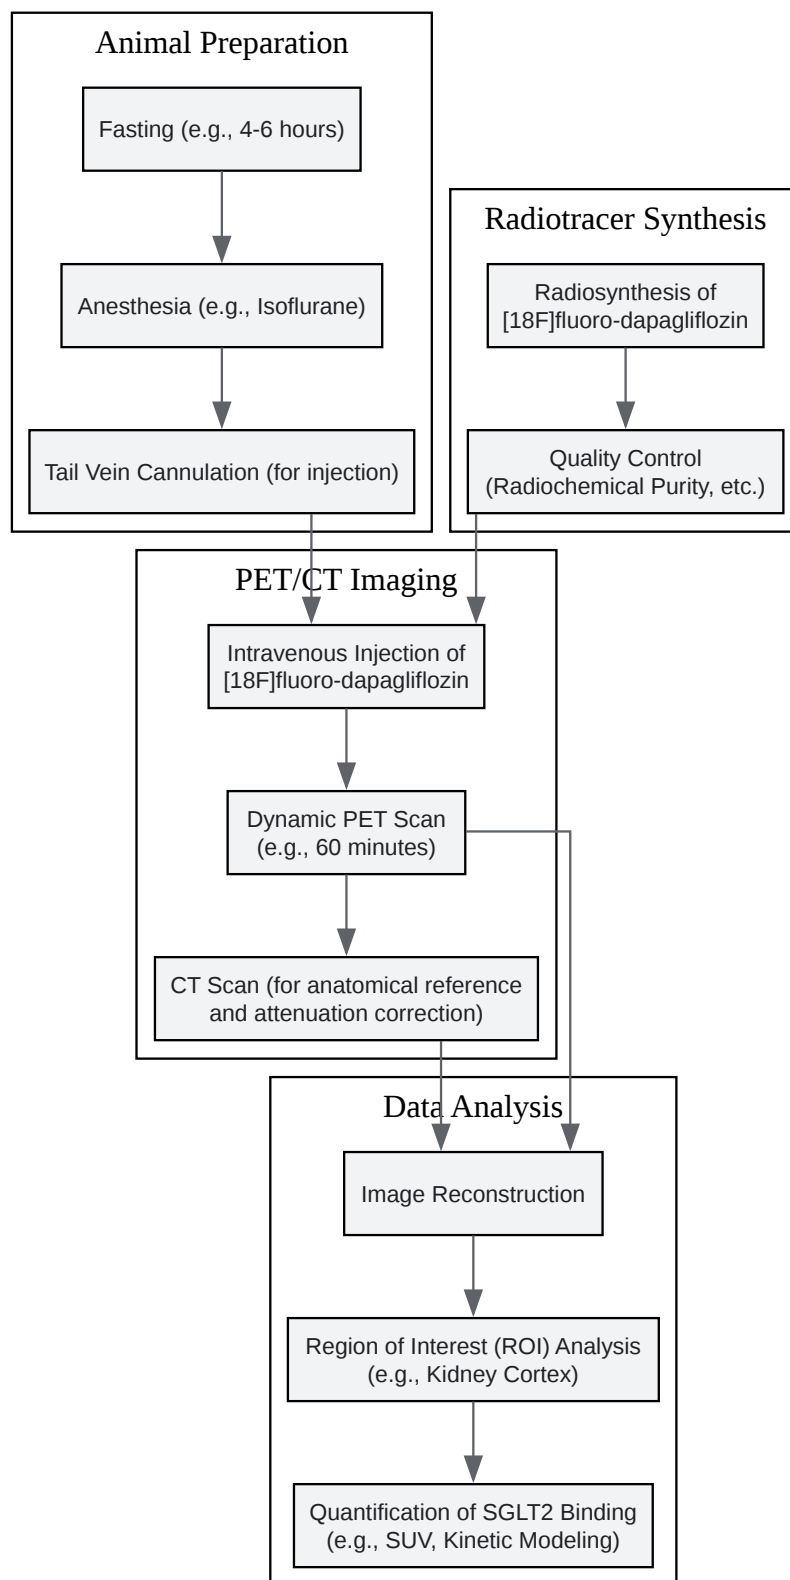 Animal Preparation
Fasting (e.g., 4-6 hours)
Anesthesia (e.g., Isoflurane)
Tail Vein Cannulation (for injection)
Radiotracer Synthesis
Radiosynthesis of
[18F]fluoro-dapagliflozin
Quality Control
(Radiochemical Purity, etc.)
PET/CT Imaging
Intravenous Injection of
[18F]fluoro-dapagliflozin
Dynamic PET Scan
(e.g., 60 minutes)
CT Scan (for anatomical reference
and attenuation correction)
Data Analysis
Image Reconstruction
Region of Interest (ROI) Analysis
(e.g., Kidney Cortex)
Quantification of SGLT2 Binding
(e.g., SUV, Kinetic Modeling)